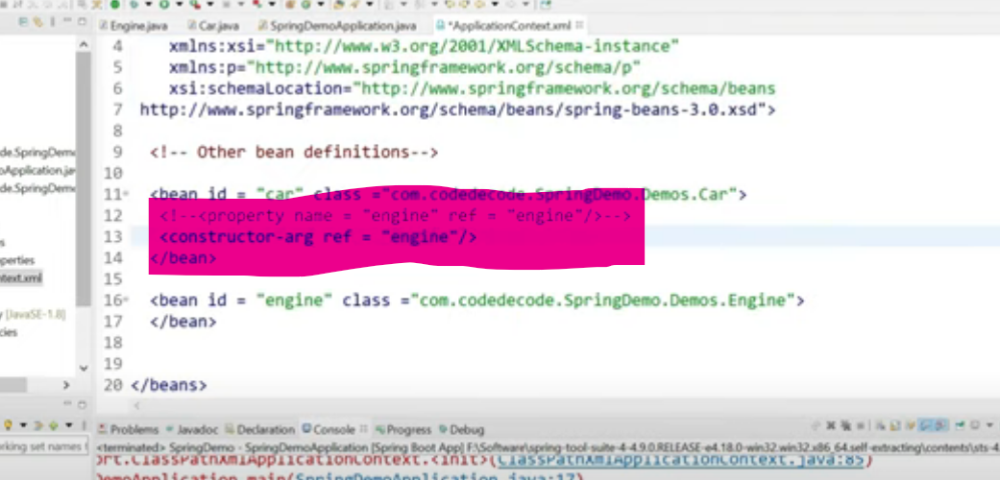 Engine.java Car.java SpringDemoApplication.java *ApplicationContext.xml
4 xmlns:xsi="http://www.w3.org/2001/XMLSchema-instance"
5 xmlns:p="http://www.springframework.org/schema/p"
6 xsi:schemaLocation="http://www.springframework.org/schema/beans
7 http://www.springframework.org/schema/beans/spring-beans-3.0.xsd">
8
9 <!-- Other bean definitions-->
10
11 <bean id = "car" class ="com.codedecode.SpringDemo.Demos.Car">
12 <!--<property name = "engine" ref = "engine"/>-->
13 <constructor-arg ref = "engine"/>
14 </bean>
15
16 <bean id = "engine" class ="com.codedecode.SpringDemo.Demos.Engine">
17 </bean>
18
19
20 </beans>
de.SpringDem
oApplication.ja
de.SpringDem
s
perties
ntext.xml
y [JavaSE-1.8]
cies
rking set names
Problems Javadoc Declaration Console Progress Debug
<terminated> SpringDemo - SpringDemoApplication [Spring Boot App] F:\Software\spring-tool-suite-4-4.9.0.RELEASE-e4.18.0-win32.win32.x86_64.self-extracting\contents\sts-4
ort.ClassPathXmlApplicationContext.<init>(ClassPathXmlApplicationContext.java:85)
DemoApplication.main(SpringDemoApplication.java:17)